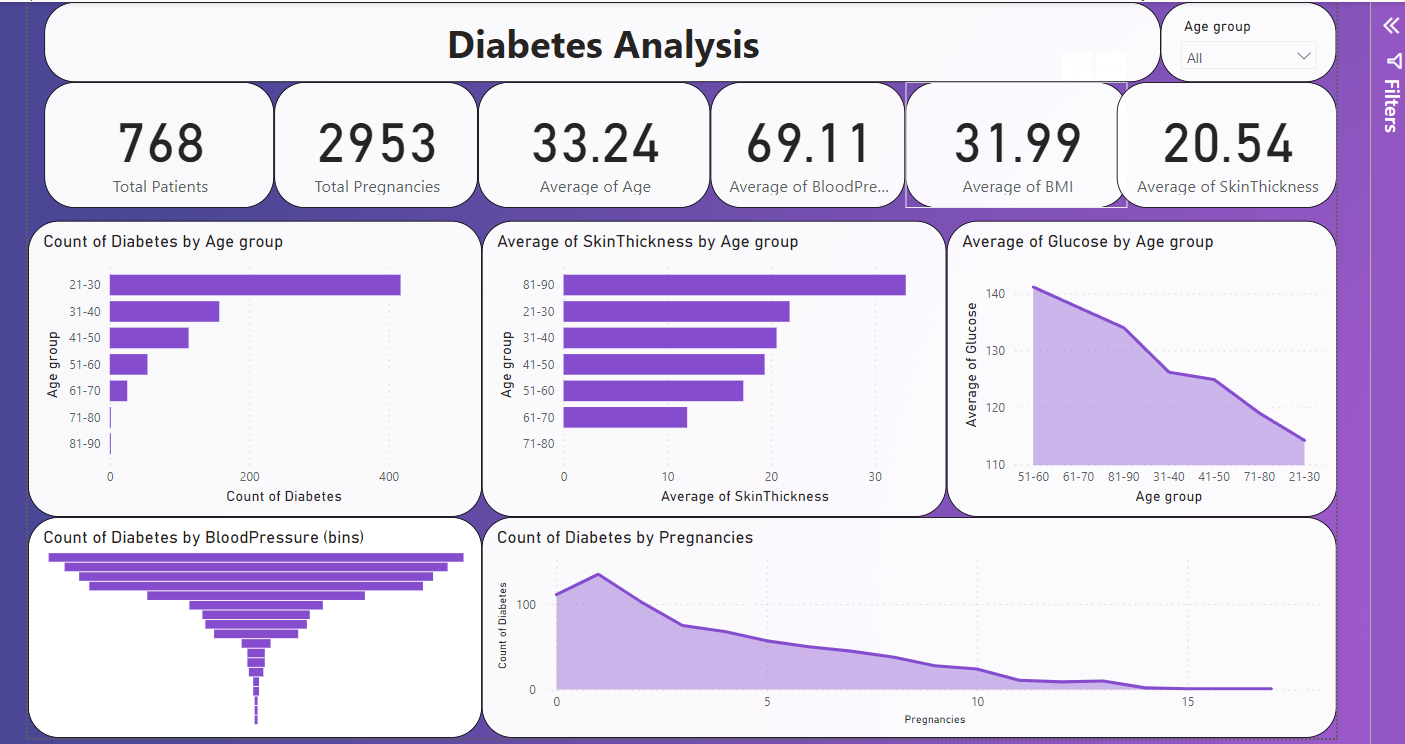 Diabetes Analysis
Age group
All
Filters
768
Total Patients
2953
Total Pregnancies
33.24
Average of Age
69.11
Average of BloodPre...
31.99
Average of BMI
20.54
Average of SkinThickness
Count of Diabetes by Age group
Age group
21-30
31-40
41-50
51-60
61-70
71-80
81-90
0 200 400
Count of Diabetes
Average of SkinThickness by Age group
Age group
81-90
21-30
31-40
41-50
51-60
61-70
71-80
0 10 20 30
Average of SkinThickness
Average of Glucose by Age group
Average of Glucose
140
130
120
110
51-60 61-70 81-90 31-40 41-50 71-80 21-30
Age group
Count of Diabetes by BloodPressure (bins)
Count of Diabetes by Pregnancies
Count of Diabetes
100
0
0 5 10 15
Pregnancies